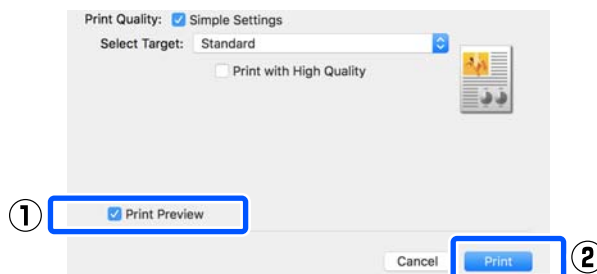 Print Quality: Simple Settings
Select Target: Standard
Print with High Quality
① Print Preview
Cancel Print ②